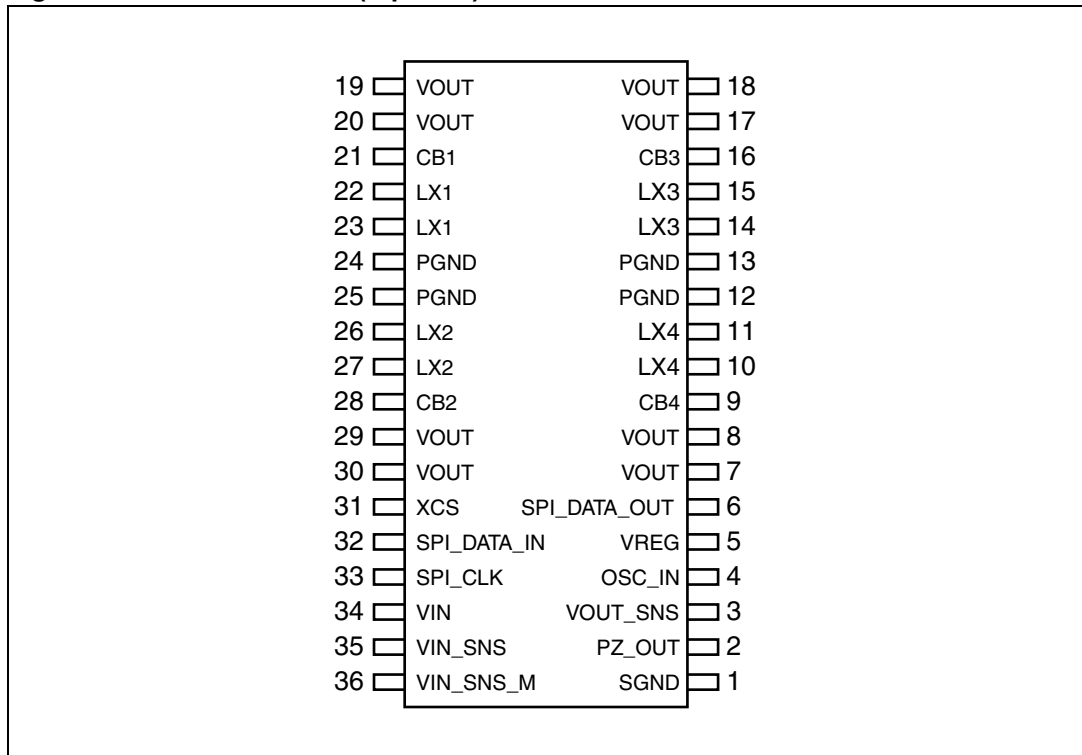 19 VOUT VOUT 18
20 VOUT VOUT 17
21 CB1 CB3 16
22 LX1 LX3 15
23 LX1 LX3 14
24 PGND PGND 13
25 PGND PGND 12
26 LX2 LX4 11
27 LX2 LX4 10
28 CB2 CB4 9
29 VOUT VOUT 8
30 VOUT VOUT 7
31 XCS SPI_DATA_OUT 6
32 SPI_DATA_IN VREG 5
33 SPI_CLK OSC_IN 4
34 VIN VOUT_SNS 3
35 VIN_SNS PZ_OUT 2
36 VIN_SNS_M SGND 1